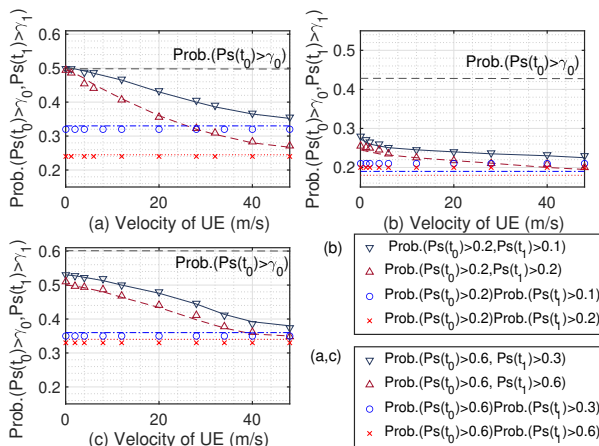 (a)
Prob.(Ps(t0)>γ0,Ps(t1)>γ1)
0.5
0.4
0.3
0.2
Prob.(Ps(t0)>γ0)
0 20 40
(a) Velocity of UE (m/s)
Prob.(Ps(t0)>γ0,Ps(t1)>γ1)
0.5
0.4
0.3
0.2
Prob.(Ps(t0)>γ0)
0 20 40
(b) Velocity of UE (m/s)
Prob.(Ps(t0)>γ0,Ps(t1)>γ1)
0.6
0.5
0.4
0.3
0.2
Prob.(Ps(t0)>γ0)
0 20 40
(c) Velocity of UE (m/s)
(b)
Prob.(Ps(t0)>0.2,Ps(t1)>0.1)
Prob.(Ps(t0)>0.2,Ps(t1)>0.2)
Prob.(Ps(t0)>0.2)Prob.(Ps(t1)>0.1)
Prob.(Ps(t0)>0.2)Prob.(Ps(t1)>0.2)
(a,c)
Prob.(Ps(t0)>0.6, Ps(t1)>0.3)
Prob.(Ps(t0)>0.6, Ps(t1)>0.6)
Prob.(Ps(t0)>0.6)Prob.(Ps(t1)>0.3)
Prob.(Ps(t0)>0.6)Prob.(Ps(t1)>0.6)